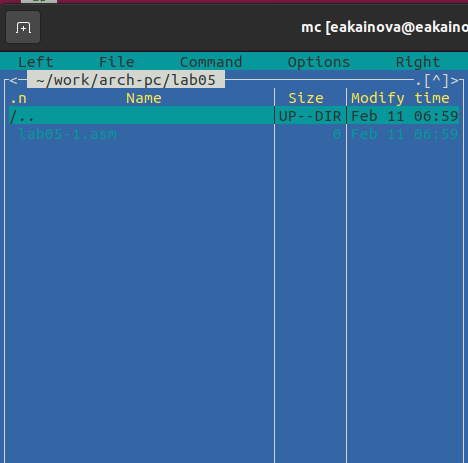 mc [eakainova@eakaino
Left File Command Options Right
<- ~/work/arch-pc/lab05 .[^]>
.n Name Size Modify time
/.. UP--DIR Feb 11 06:59
lab05-1.asm 0 Feb 11 06:59